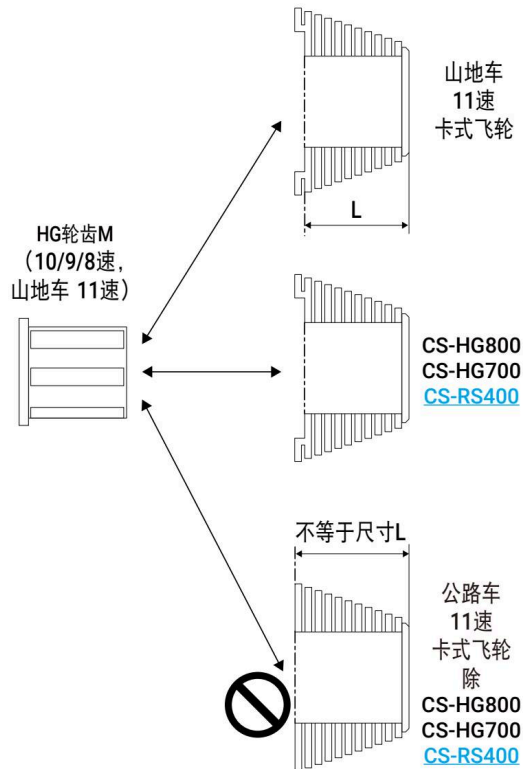 山地车
11速
卡式飞轮
L
HG轮齿M
（10/9/8速，
山地车 11速）
CS-HG800
CS-HG700
CS-RS400
不等于尺寸L
公路车
11速
卡式飞轮
除
CS-HG800
CS-HG700
CS-RS400